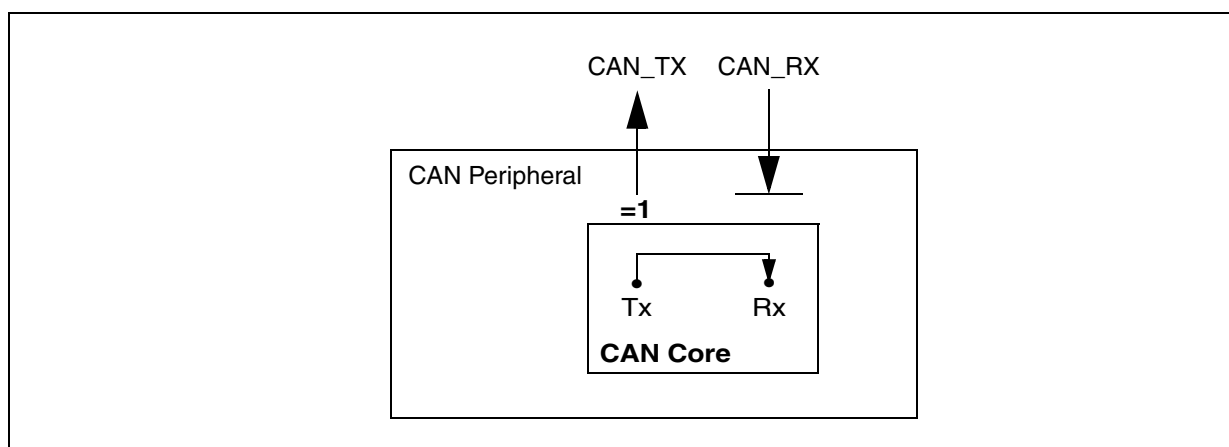 CAN_TX CAN_RX
CAN Peripheral
=1
Tx Rx
CAN Core